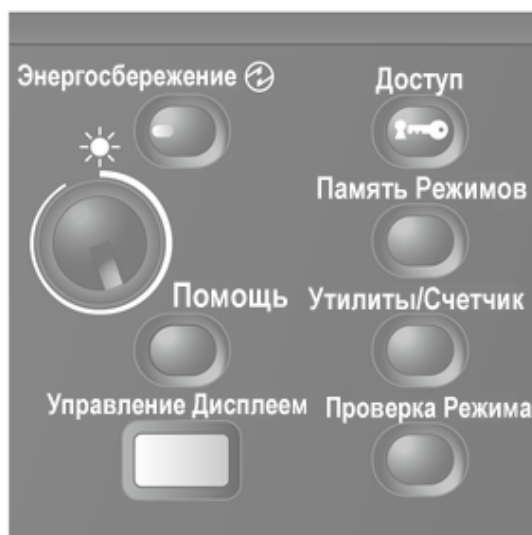 Энергосбережение
Доступ
Память Режимов
Помощь
Утилиты/Счетчик
Управление Дисплеем
Проверка Режима